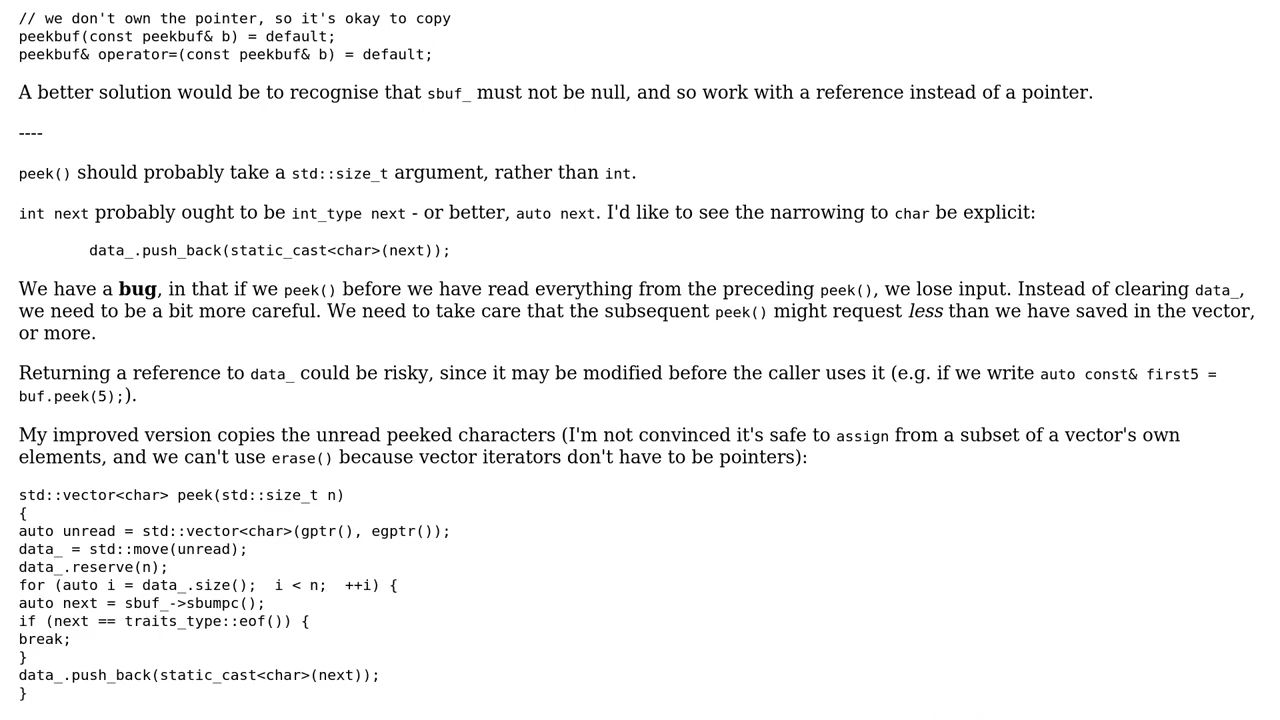 // we don't own the pointer, so it's okay to copy
peekbuf(const peekbuf& b) = default;
peekbuf& operator=(const peekbuf& b) = default;
A better solution would be to recognise that sbuf_ must not be null, and so work with a reference instead of a pointer.
----
peek() should probably take a std::size_t argument, rather than int.
int next probably ought to be int_type next - or better, auto next. I'd like to see the narrowing to char be explicit:
data_.push_back(static_cast<char>(next));
We have a bug, in that if we peek() before we have read everything from the preceding peek(), we lose input. Instead of clearing data_,
we need to be a bit more careful. We need to take care that the subsequent peek() might request less than we have saved in the vector,
or more.
Returning a reference to data_ could be risky, since it may be modified before the caller uses it (e.g. if we write auto const& first5 =
buf.peek(5);).
My improved version copies the unread peeked characters (I'm not convinced it's safe to assign from a subset of a vector's own
elements, and we can't use erase() because vector iterators don't have to be pointers):
std::vector<char> peek(std::size_t n)
{
auto unread = std::vector<char>(gptr(), egptr());
data_ = std::move(unread);
data_.reserve(n);
for (auto i = data_.size();  i < n;  ++i) {
auto next = sbuf_->sbumpc();
if (next == traits_type::eof()) {
break;
}
data_.push_back(static_cast<char>(next));
}